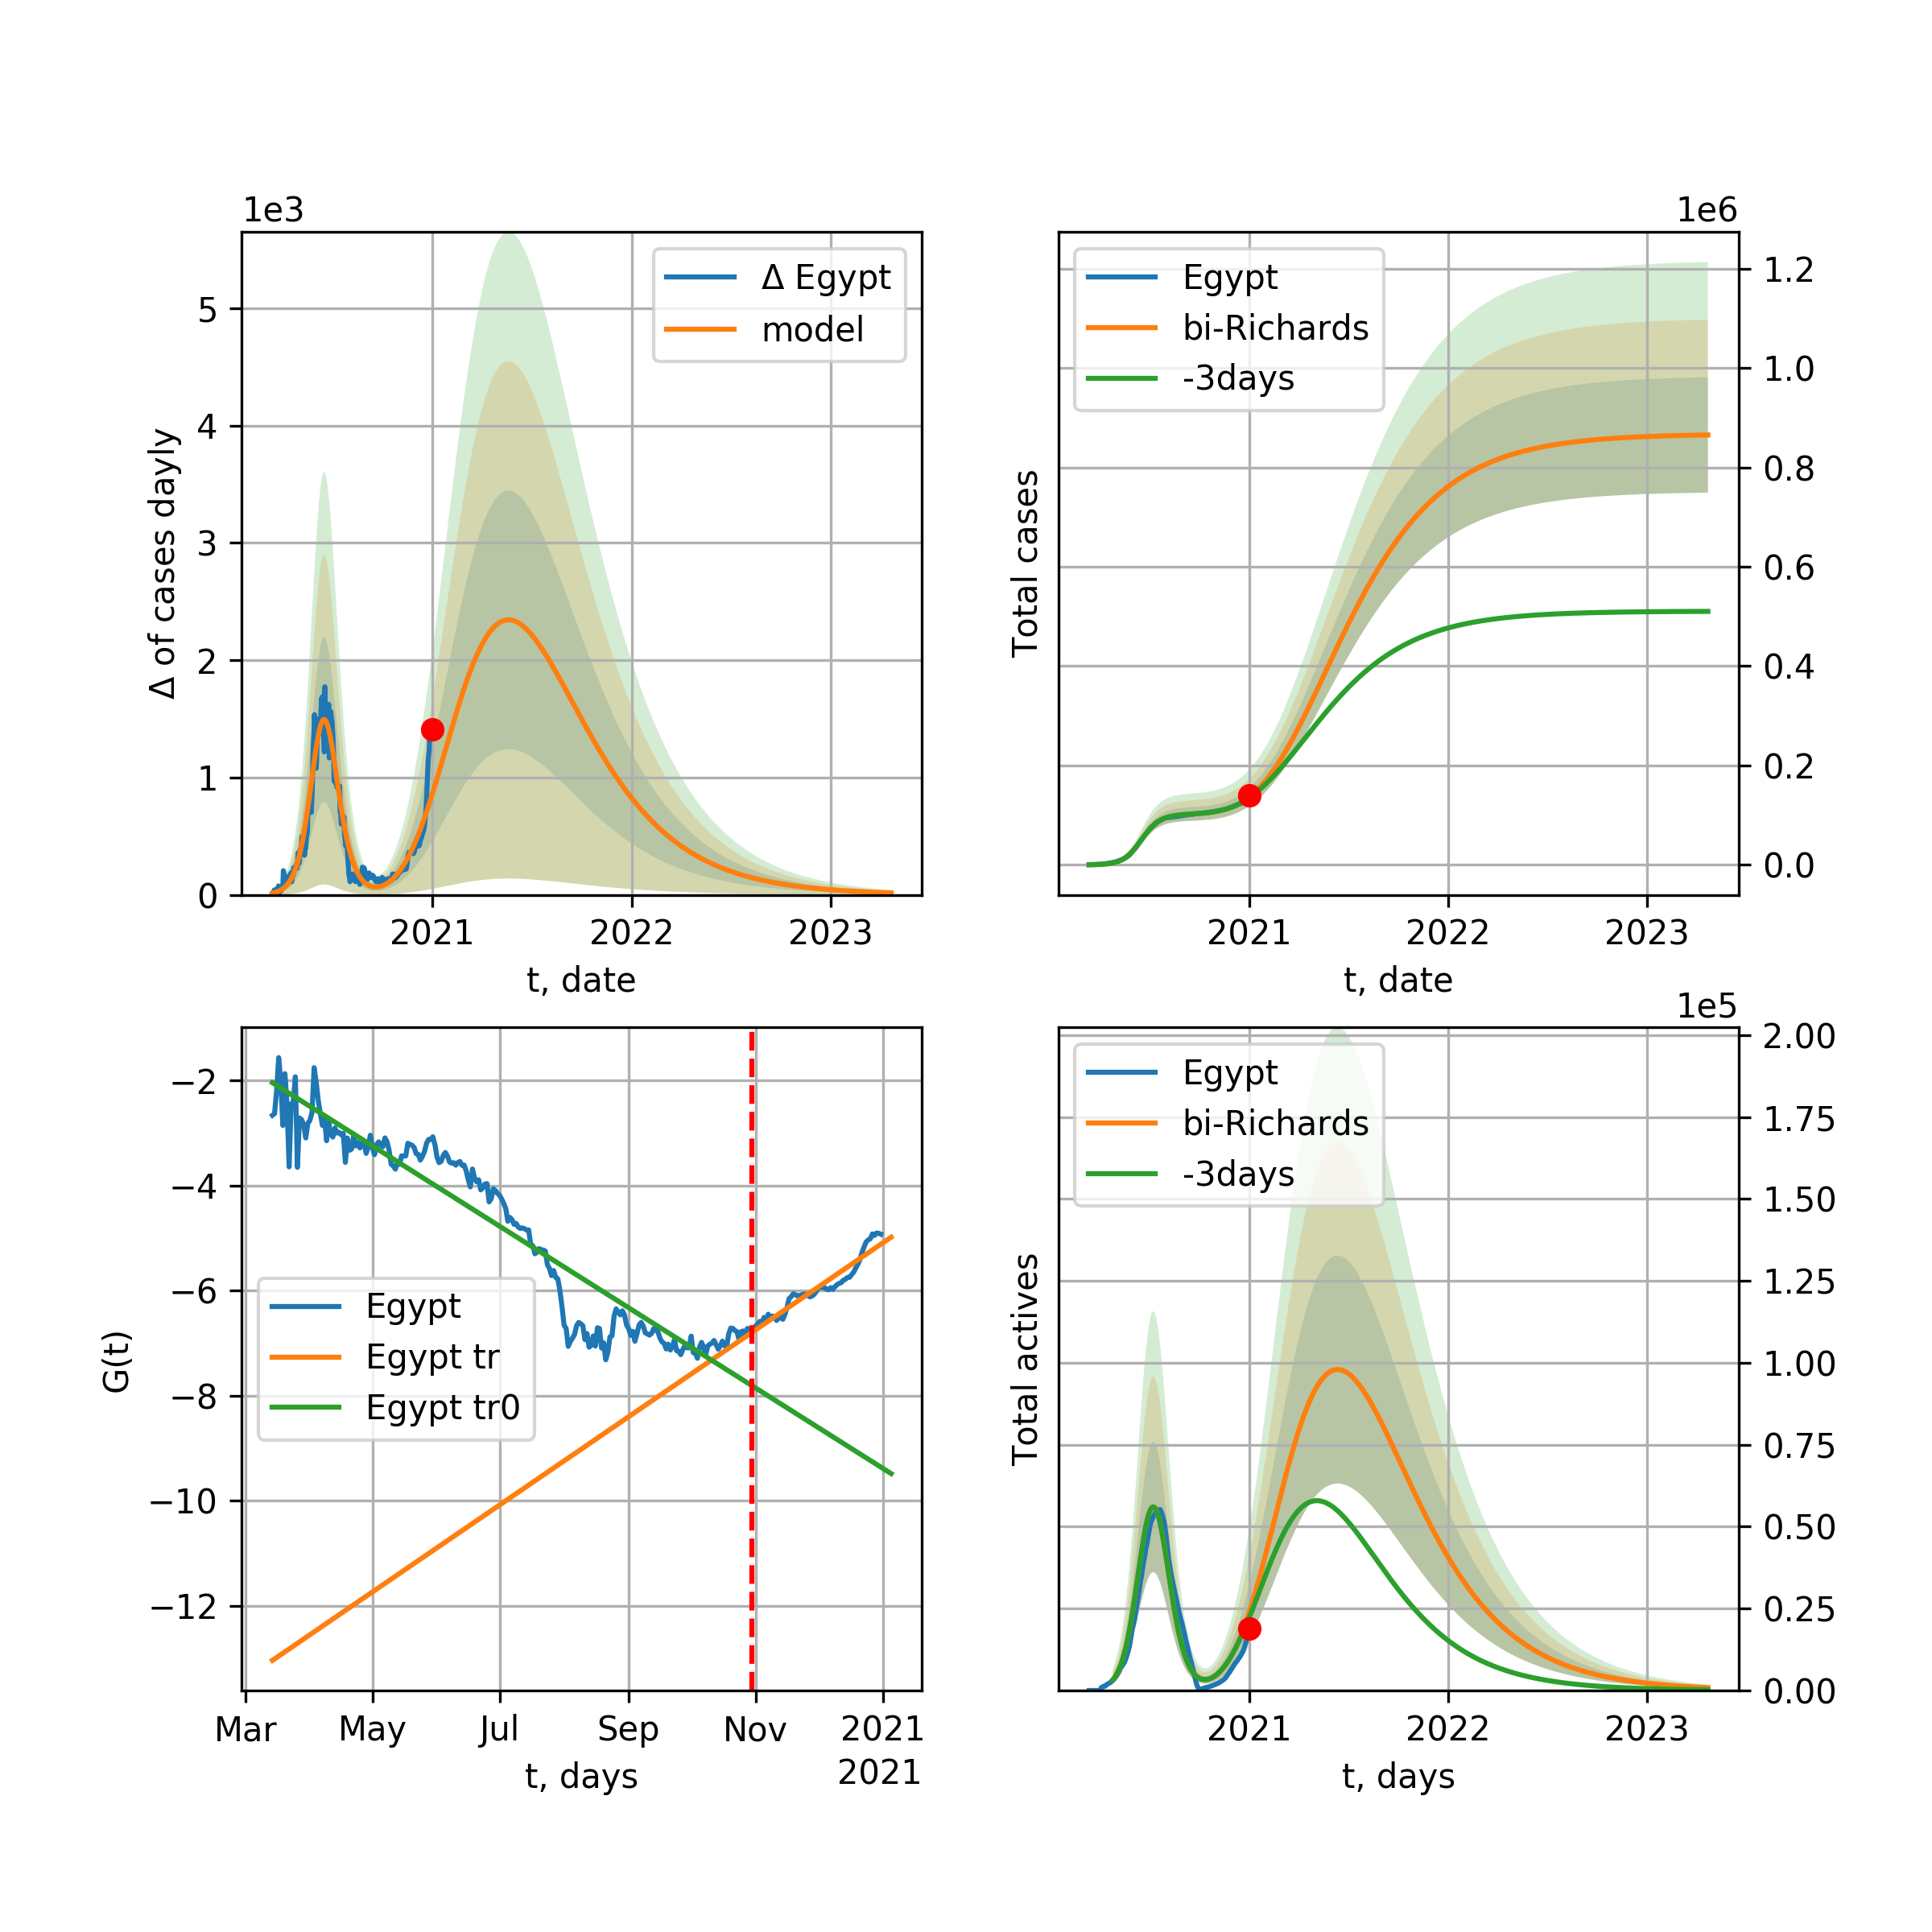 1e3
Δ Egypt
model
5
4
3
2
1
0
Δ of cases dayly
2021 2022 2023
t, date
1e6
Egypt
bi-Richards
-3days
1.2
1.0
0.8
0.6
0.4
0.2
0.0
Total cases
2021 2022 2023
t, date
−2
−4
−6
−8
−10
−12
G(t)
Egypt
Egypt tr
Egypt tr0
Mar May Jul Sep Nov 2021
2021
t, days
1e5
Egypt
bi-Richards
-3days
2.00
1.75
1.50
1.25
1.00
0.75
0.50
0.25
0.00
Total actives
2021 2022 2023
t, days